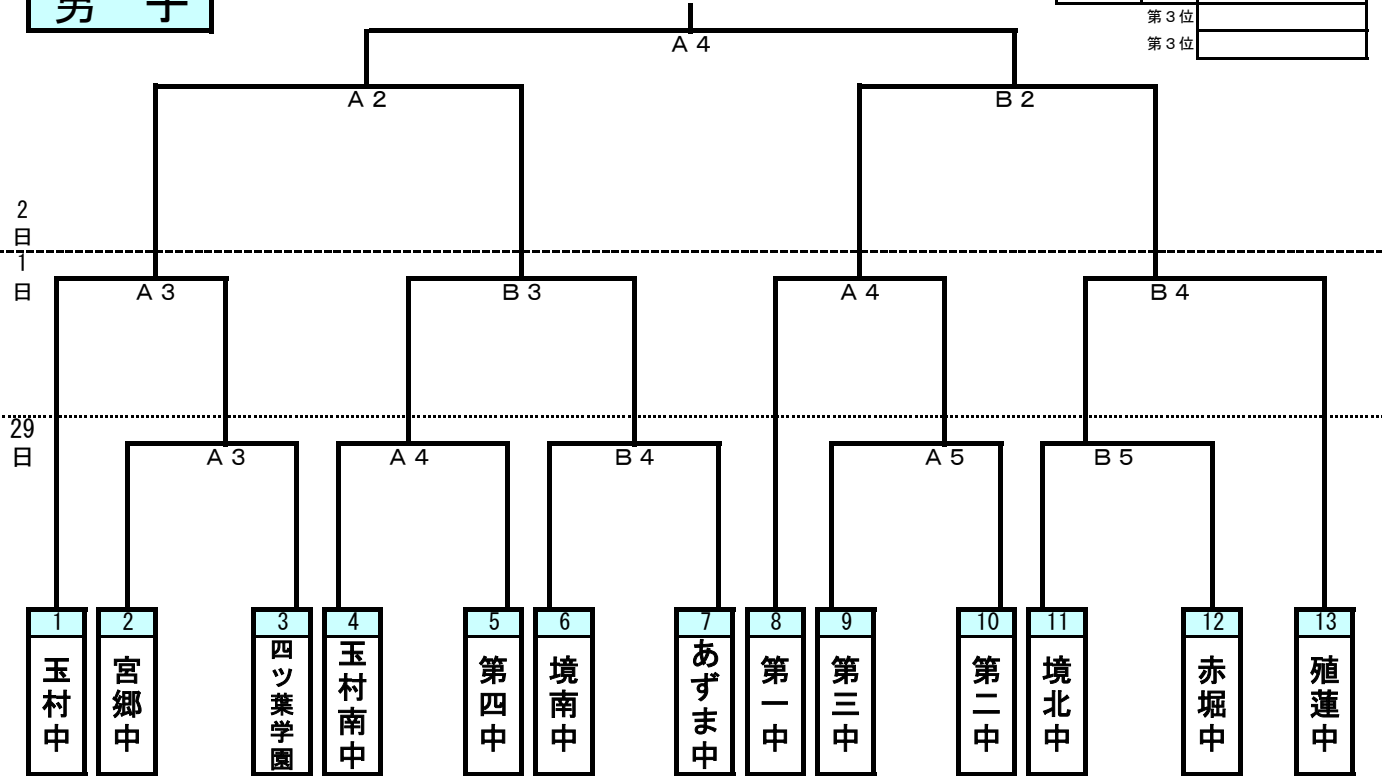 男 子
第３位
第３位
Ａ４
Ａ２
Ｂ２
2
日
1
日
Ａ３
Ｂ３
Ａ４
Ｂ４
29
日
Ａ３
Ａ４
Ｂ４
Ａ５
Ｂ５
1
2
3
4
5
6
7
8
9
10
11
12
13
玉村中
宮郷中
四ツ葉学園
玉村南中
第四中
境南中
あずま中
第一中
第三中
第二中
境北中
赤堀中
殖蓮中